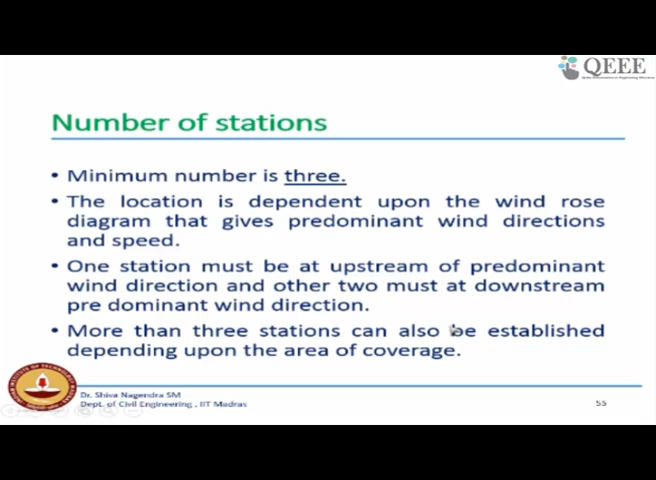 QEEE
Number of stations
• Minimum number is three.
• The location is dependent upon the wind rose
diagram that gives predominant wind directions
and speed.
• One station must be at upstream of predominant
wind direction and other two must at downstream
pre dominant wind direction.
• More than three stations can also be established
depending upon the area of coverage.
Dr. Shiva Nagendra SM
Dept. of Civil Engineering , IIT Madras
55